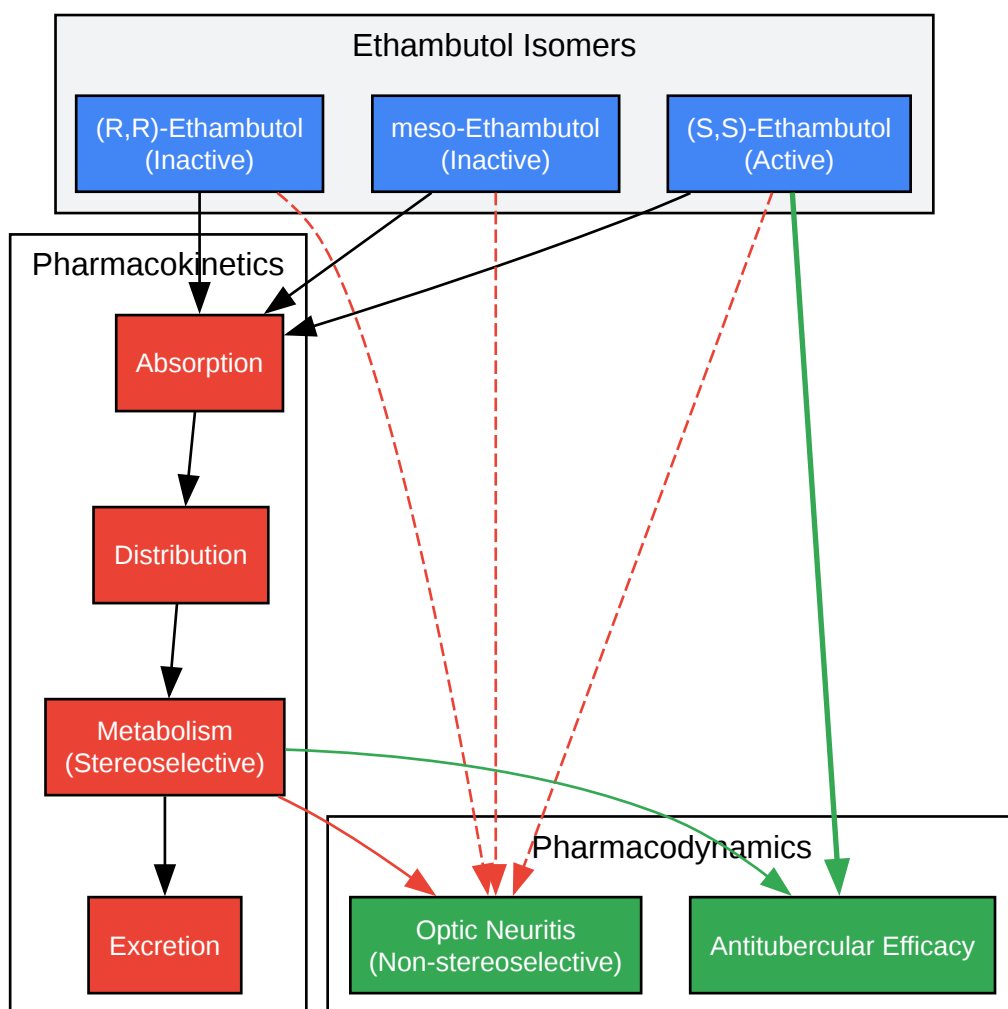 Ethambutol Isomers
(R,R)-Ethambutol
(Inactive)
meso-Ethambutol
(Inactive)
(S,S)-Ethambutol
(Active)
Pharmacokinetics
Absorption
Distribution
Metabolism
(Stereoselective)
Excretion
Pharmacodynamics
Optic Neuritis
(Non-stereoselective)
Antitubercular Efficacy